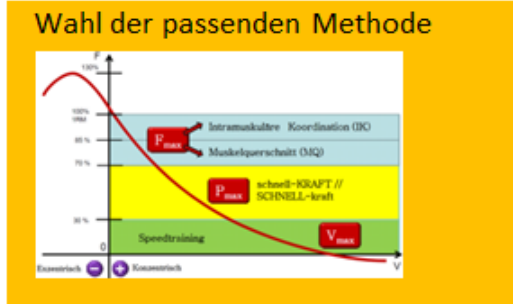 Wahl der passenden Methode
F
130%
100%
1RM
Intramuskuläre Koordination (IK)
85 %
Fmax
Muskelquerschnitt (MQ)
70 %
Pmax
schnell-KRAFT //
SCHNELL-kraft
30 %
Speedtraining
Vmax
0
V
Exzentrisch
Konzentrisch